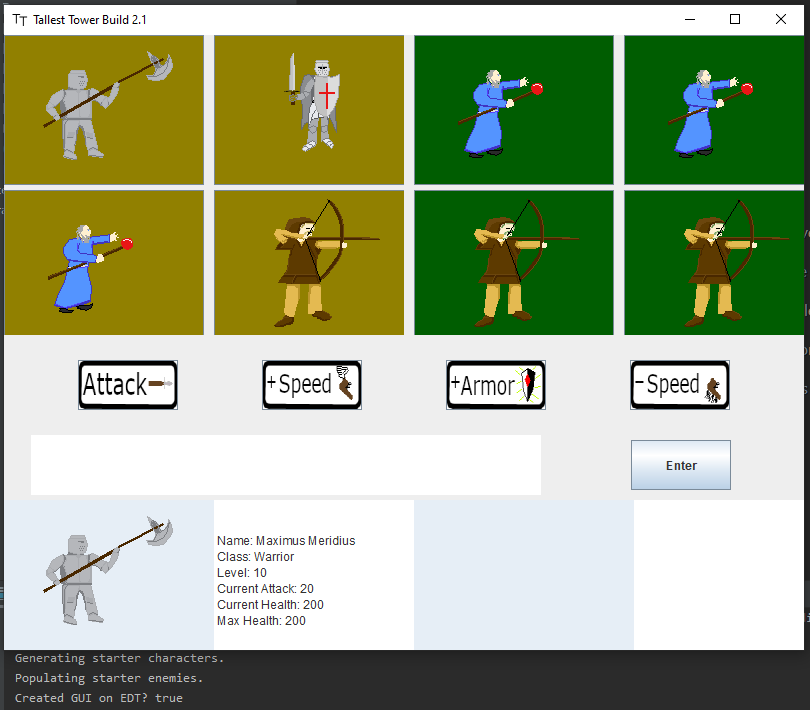 TT Tallest Tower Build 2.1
Attack
+Speed
+Armor
-Speed
Enter
Name: Maximus Meridius
Class: Warrior
Level: 10
Current Attack: 20
Current Health: 200
Max Health: 200
Generating starter characters.
Populating starter enemies.
Created GUI on EDT? true